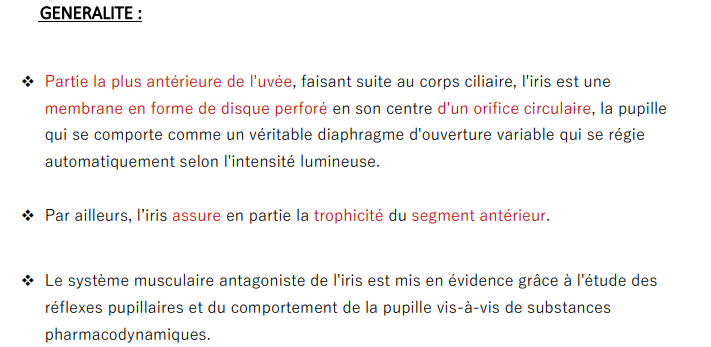 GENERALITE :
❖ Partie la plus antérieure de l'uvée, faisant suite au corps ciliaire, l'iris est une
membrane en forme de disque perforé en son centre d'un orifice circulaire, la pupille
qui se comporte comme un véritable diaphragme d'ouverture variable qui se régie
automatiquement selon l'intensité lumineuse.
❖ Par ailleurs, l’iris assure en partie la trophicité du segment antérieur.
❖ Le système musculaire antagoniste de l'iris est mis en évidence grâce à l'étude des
réflexes pupillaires et du comportement de la pupille vis-à-vis de substances
pharmacodynamiques.